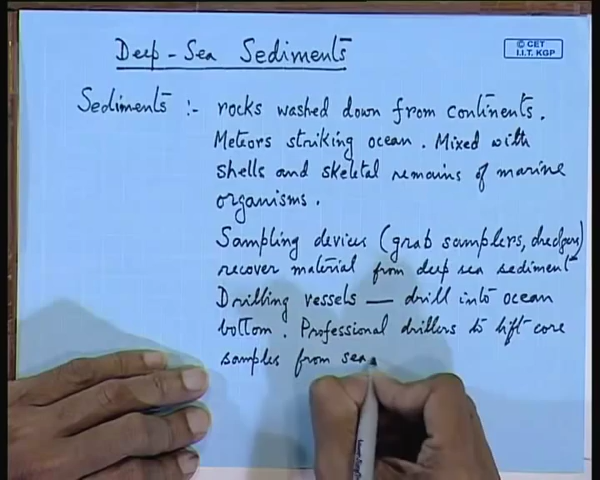 Deep-Sea Sediments
© CET
I.I.T. KGP
Sediments :- rocks washed down from continents.
Meteors striking ocean. Mixed with
shells and skeletal remains of marine
organisms.
Sampling devices (grab samplers, dredgers)
recover material from deep sea sediment
Drilling vessels — drill into ocean
bottom. Professional drillers to lift core
samples from sea